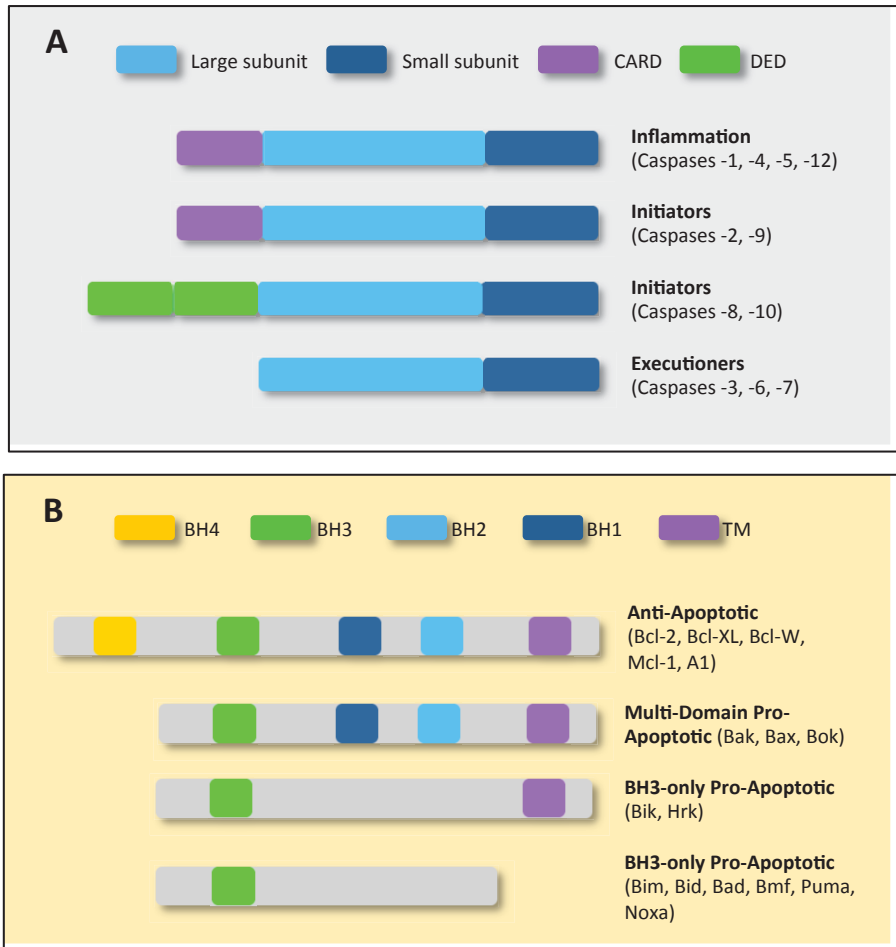 A
Large subunit
Small subunit
CARD
DED
Inflammation
(Caspases -1, -4, -5, -12)
Initiators
(Caspases -2, -9)
Initiators
(Caspases -8, -10)
Executioners
(Caspases -3, -6, -7)
B
BH4
BH3
BH2
BH1
TM
Anti-Apoptotic
(Bcl-2, Bcl-XL, Bcl-W,
Mcl-1, A1)
Multi-Domain Pro-
Apoptotic (Bak, Bax, Bok)
BH3-only Pro-Apoptotic
(Bik, Hrk)
BH3-only Pro-Apoptotic
(Bim, Bid, Bad, Bmf, Puma,
Noxa)